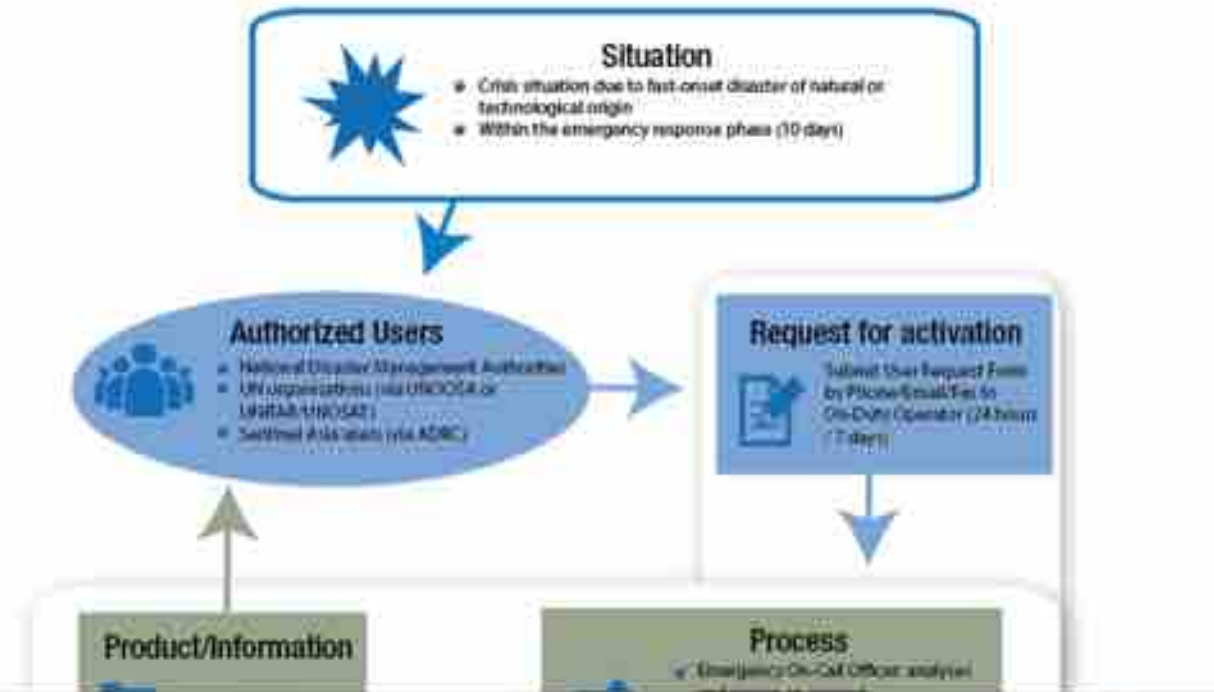 Situation
Crisis situation due to fast-onset disaster of natural or
technological origin
Within the emergency response phase (10 days)
Authorized Users
National Disaster Management Authorities
UN organizations (via UNOOSA or
UNITAR/UNOSAT)
Sentinel Asia users (via ADRC)
Request for activation
Submit User Request Form
by Phone/Email/Fax to
On-Duty Operator (24 hours
/ 7 days)
Product/Information
Process
Emergency On-Call Officer analyses